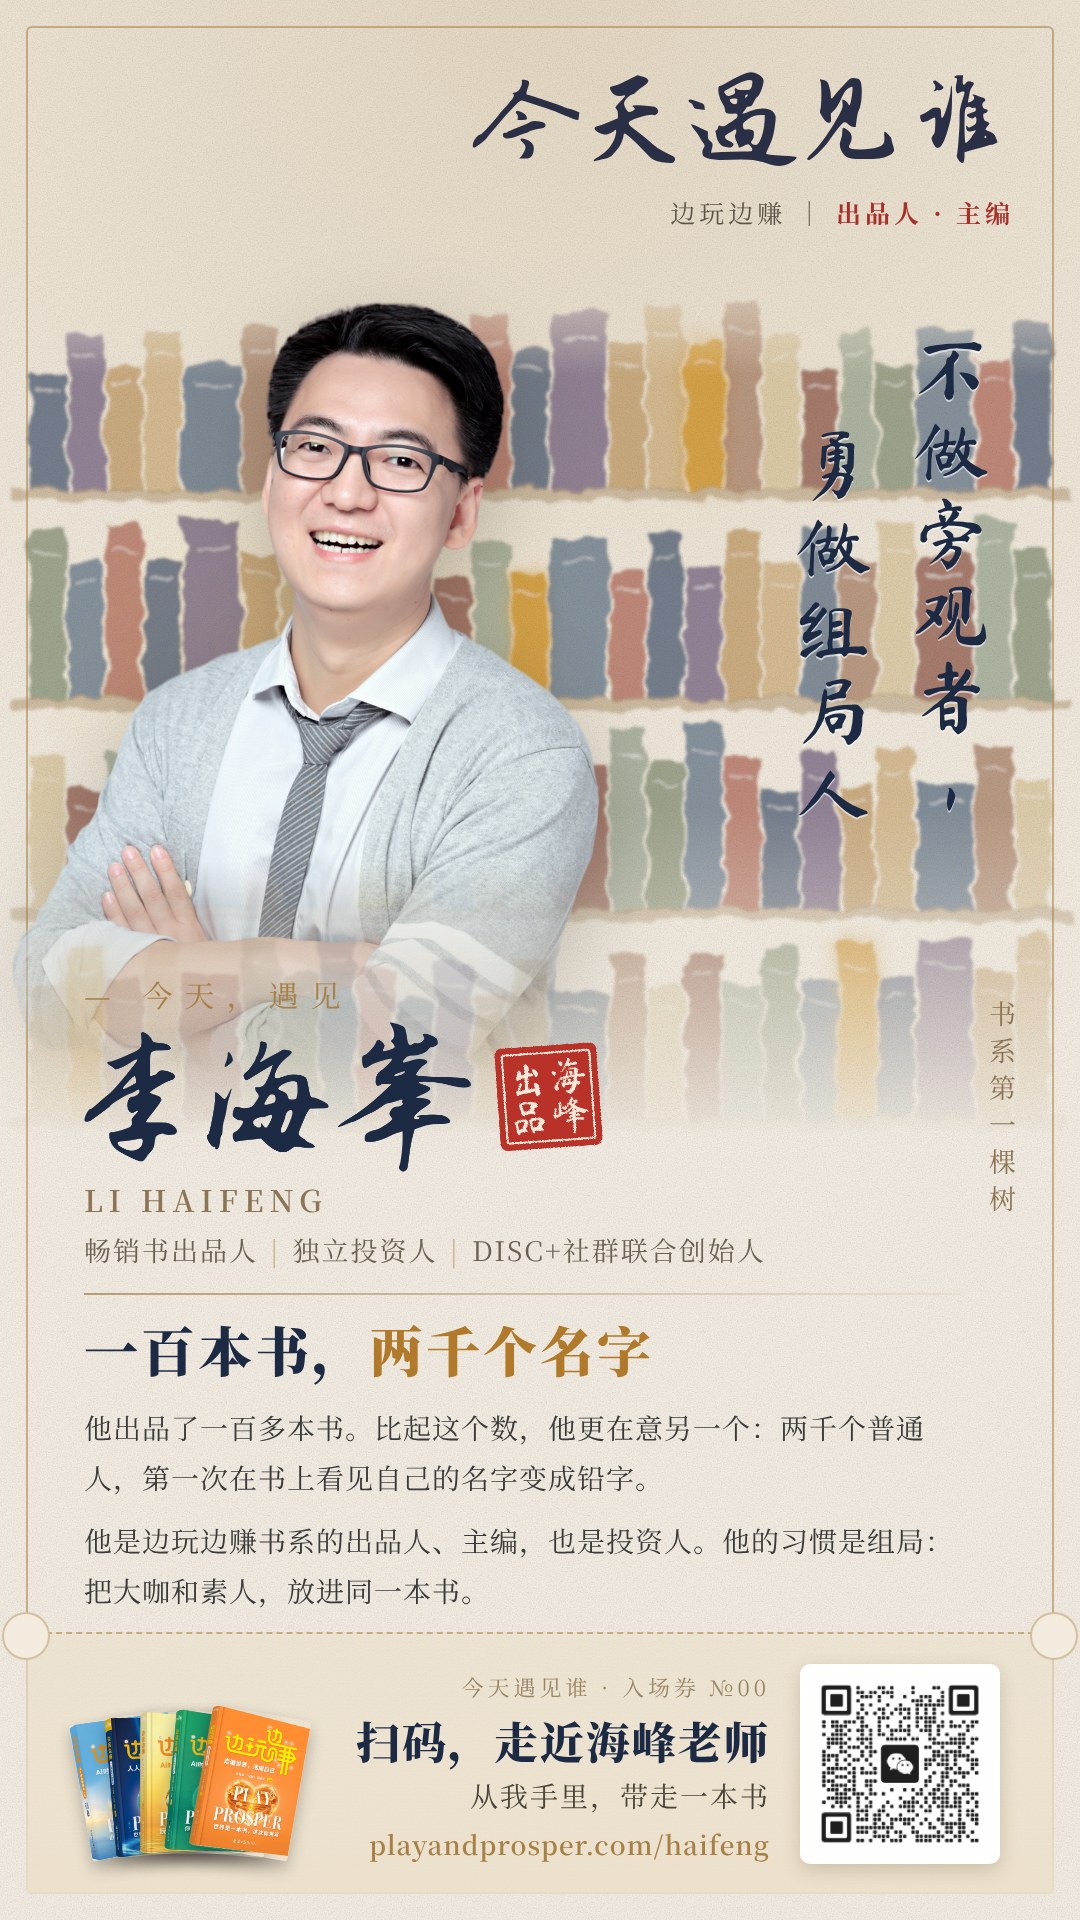 今天遇见谁
边玩边赚 | 出品人 · 主编
不做旁观者，
勇做组局人
— 今天，遇见
李海峯
海峰
出品
书系第一棵树
LI HAIFENG
畅销书出品人 | 独立投资人 | DISC+社群联合创始人
一百本书，两千个名字
他出品了一百多本书。比起这个数，他更在意另一个：两千个普通
人，第一次在书上看见自己的名字变成铅字。
他是边玩边赚书系的出品人、主编，也是投资人。他的习惯是组局：
把大咖和素人，放进同一本书。
今天遇见谁 · 入场券 №00
扫码，走近海峰老师
从我手里，带走一本书
playandprosper.com/haifeng
边玩边赚
PLAY
PROSPER